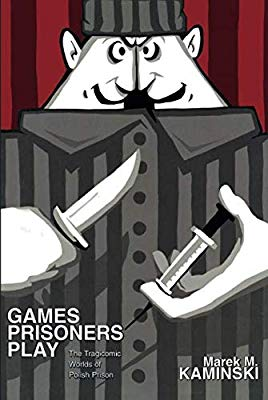 GAMES
PRISONERS
PLAY
The Tragicomic
Worlds of
Polish Prison
Marek M.
KAMINSKI